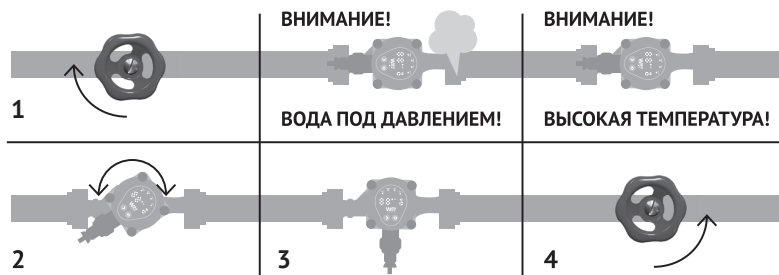 ВНИМАНИЕ!
ВНИМАНИЕ!
1
ВОДА ПОД ДАВЛЕНИЕМ!
ВЫСОКАЯ ТЕМПЕРАТУРА!
2
3
4